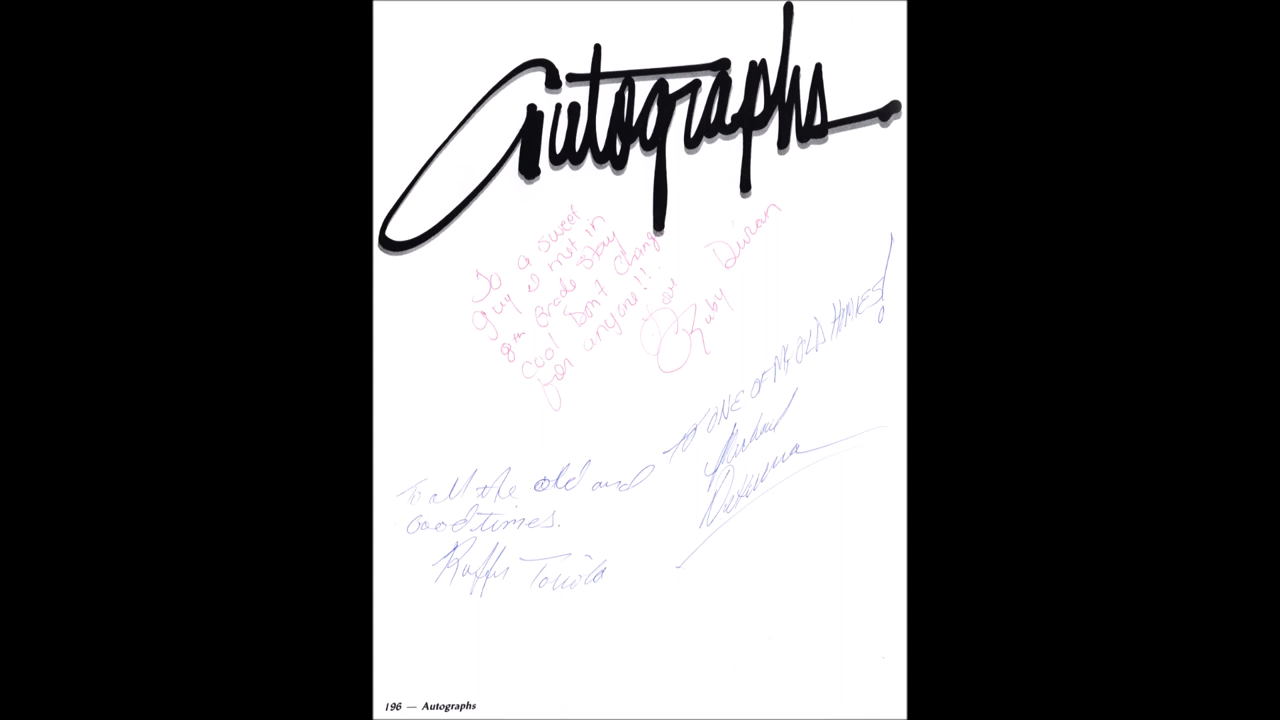 Autographs
To a sweet
guy I met in
8th Grade Stay
cool Don't Change
for anyone!!
Ruby Duran
TO ONE OF MY OLD HOMIES!
Michael
To all the old and
Good times.
196 — Autographs